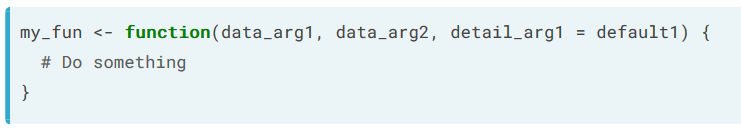 my_fun <- function(data_arg1, data_arg2, detail_arg1 = default1) {
  # Do something
}